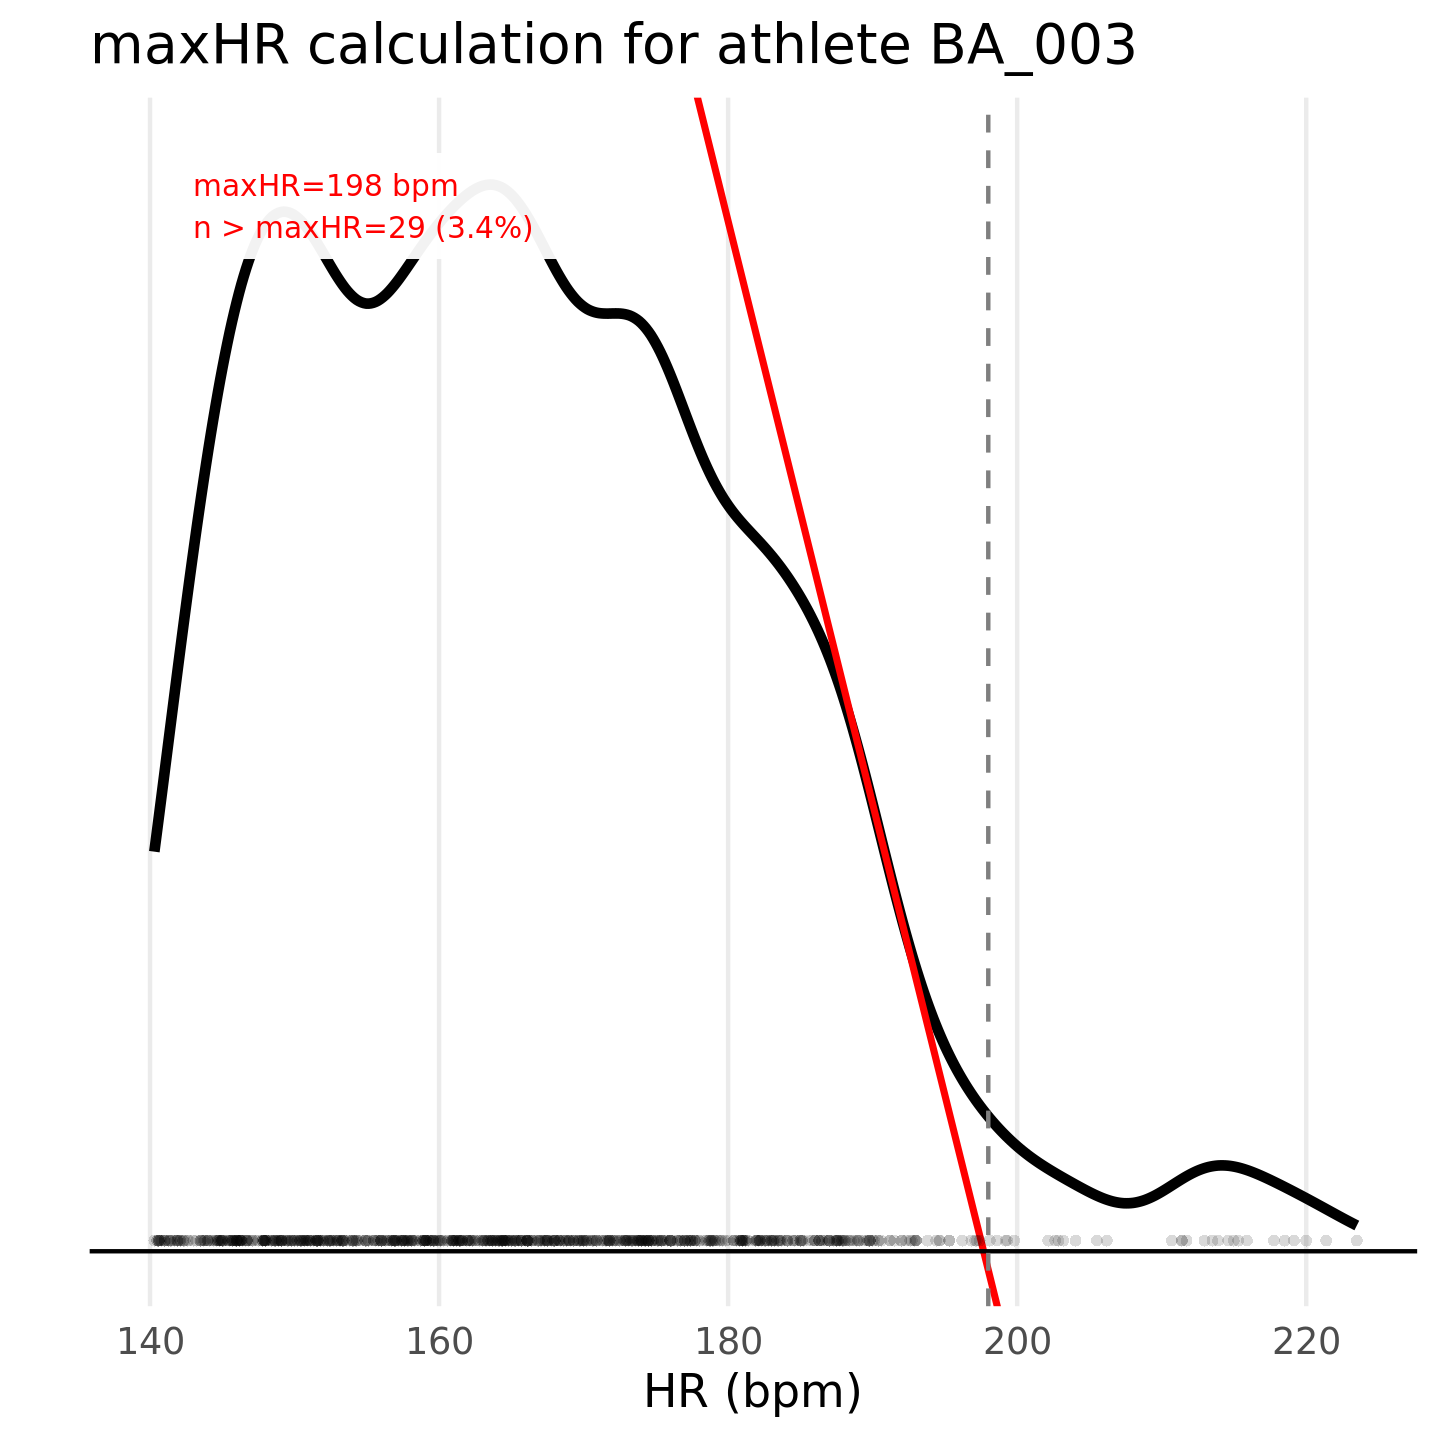 maxHR calculation for athlete BA_003
maxHR=198 bpm
n > maxHR=29 (3.4%)
140 160 180 200 220
HR (bpm)